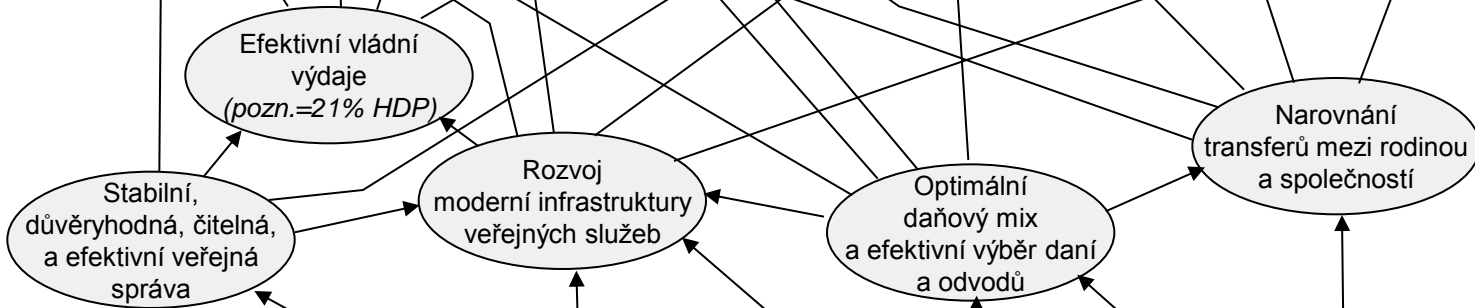 Efektivní vládní
výdaje
(pozn.=21% HDP)
Stabilní,
důvěryhodná, čitelná,
a efektivní veřejná
správa
Rozvoj
moderní infrastruktury
veřejných služeb
Optimální
daňový mix
a efektivní výběr daní
a odvodů
Narovnání
transferů mezi rodinou
a společností